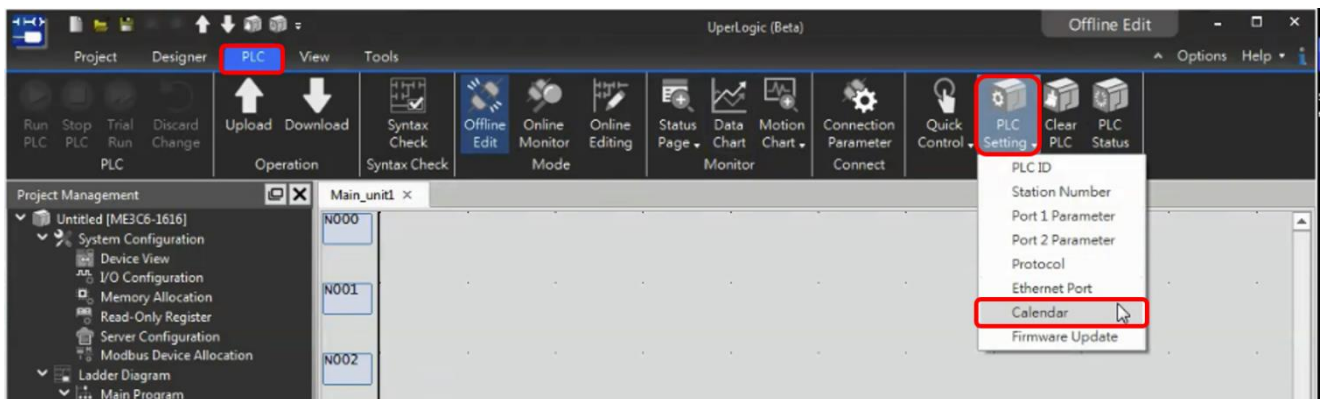 UperLogic (Beta)
Offline Edit
Project Designer PLC View Tools
Options Help
Run PLC
Stop PLC
Trial Run
Discard Change
PLC
Upload Download
Operation
Syntax Check
Syntax Check
Offline Edit
Online Monitor
Online Editing
Mode
Status Page
Data Chart
Motion Chart
Monitor
Connection Parameter
Connect
Quick Control
PLC Setting
Clear PLC
PLC Status
PLC ID
Station Number
Port 1 Parameter
Port 2 Parameter
Protocol
Ethernet Port
Calendar
Firmware Update
Project Management
Untitled [ME3C6-1616]
System Configuration
Device View
I/O Configuration
Memory Allocation
Read-Only Register
Server Configuration
Modbus Device Allocation
Ladder Diagram
Main Program
Main_unit1 ×
N000
N001
N002